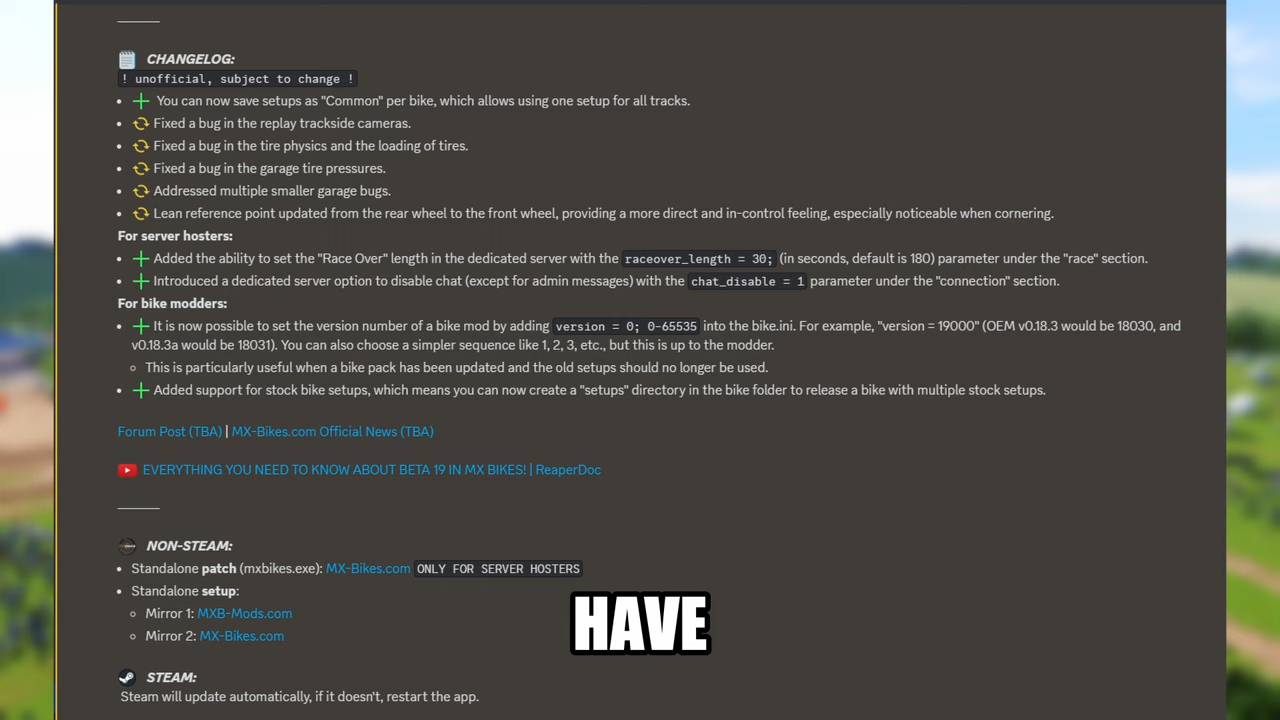 CHANGELOG:
! unofficial, subject to change !
You can now save setups as "Common" per bike, which allows using one setup for all tracks.
Fixed a bug in the replay trackside cameras.
Fixed a bug in the tire physics and the loading of tires.
Fixed a bug in the garage tire pressures.
Addressed multiple smaller garage bugs.
Lean reference point updated from the rear wheel to the front wheel, providing a more direct and in-control feeling, especially noticeable when cornering.
For server hosters:
Added the ability to set the "Race Over" length in the dedicated server with the raceover_length = 30; (in seconds, default is 180) parameter under the "race" section.
Introduced a dedicated server option to disable chat (except for admin messages) with the chat_disable = 1 parameter under the "connection" section.
For bike modders:
It is now possible to set the version number of a bike mod by adding version = 0; 0-65535 into the bike.ini. For example, "version = 19000" (OEM v0.18.3 would be 18030, and
v0.18.3a would be 18031). You can also choose a simpler sequence like 1, 2, 3, etc., but this is up to the modder.
This is particularly useful when a bike pack has been updated and the old setups should no longer be used.
Added support for stock bike setups, which means you can now create a "setups" directory in the bike folder to release a bike with multiple stock setups.
Forum Post (TBA) | MX-Bikes.com Official News (TBA)
EVERYTHING YOU NEED TO KNOW ABOUT BETA 19 IN MX BIKES! | ReaperDoc
NON-STEAM:
Standalone patch (mxbikes.exe): MX-Bikes.com ONLY FOR SERVER HOSTERS
Standalone setup:
Mirror 1: MXB-Mods.com
HAVE
Mirror 2: MX-Bikes.com
STEAM:
Steam will update automatically, if it doesn't, restart the app.